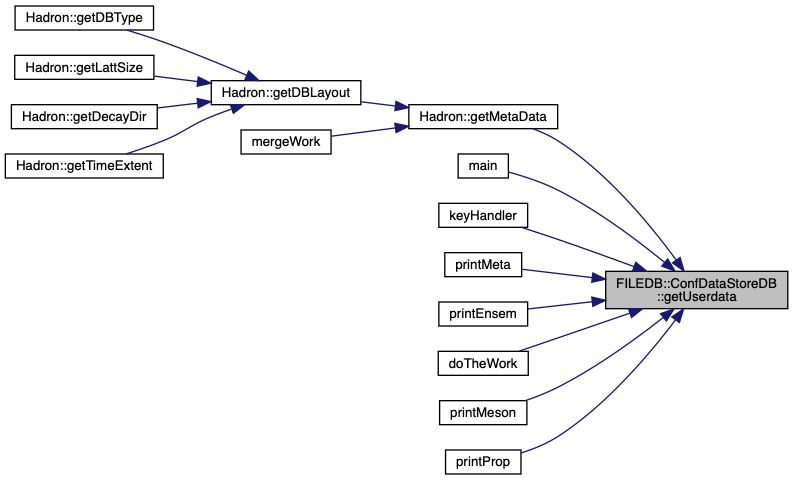 Hadron::getDBType
Hadron::getLattSize
Hadron::getDBLayout
Hadron::getDecayDir
Hadron::getMetaData
mergeWork
Hadron::getTimeExtent
main
keyHandler
printMeta
FILEDB::ConfDataStoreDB
::getUserdata
printEnsem
doTheWork
printMeson
printProp